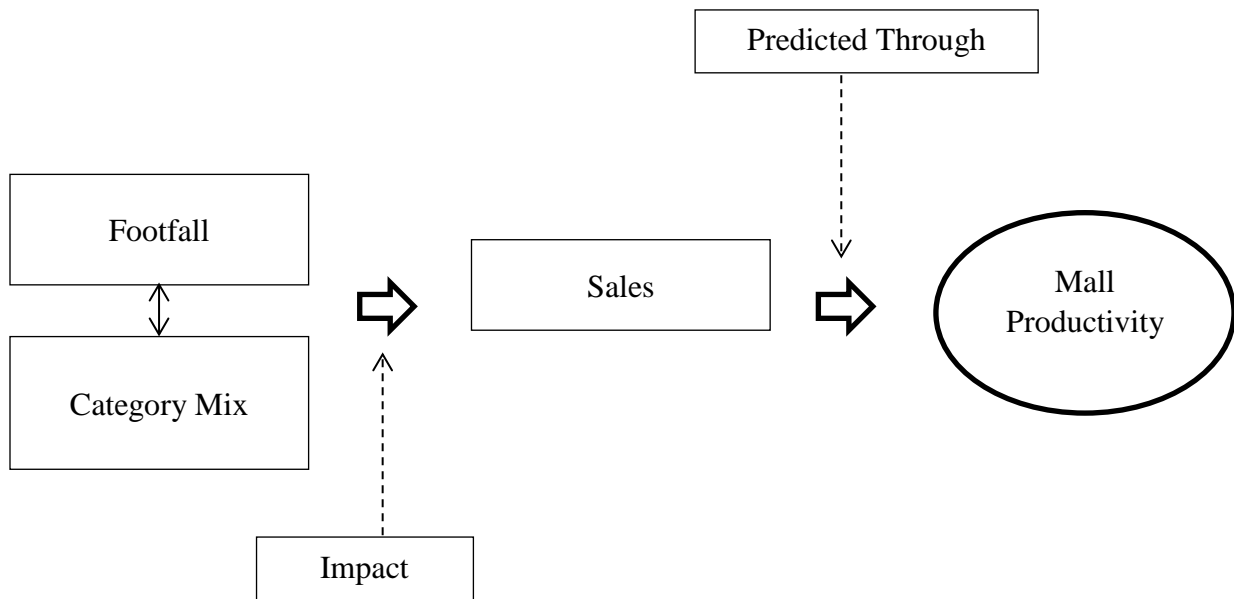 Predicted Through
Footfall
Sales
Mall
Productivity
Category Mix
Impact